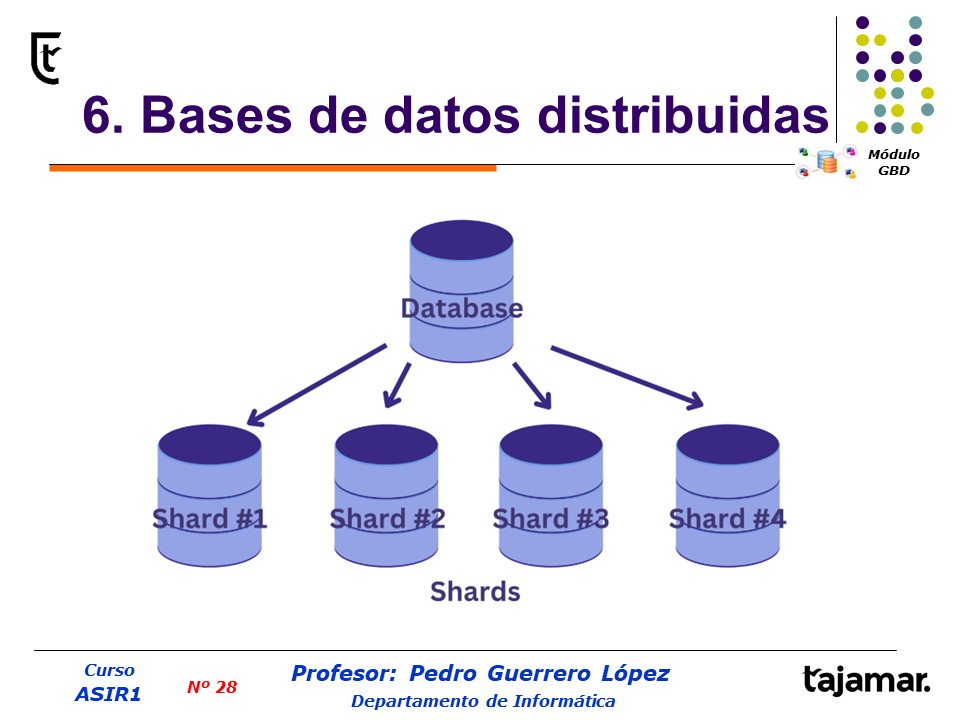 6. Bases de datos distribuidas
Módulo
GBD
Database
Shard #1
Shard #2
Shard #3
Shard #4
Shards
Curso
ASIR1
Nº 28
Profesor: Pedro Guerrero López
Departamento de Informática
tajamar.